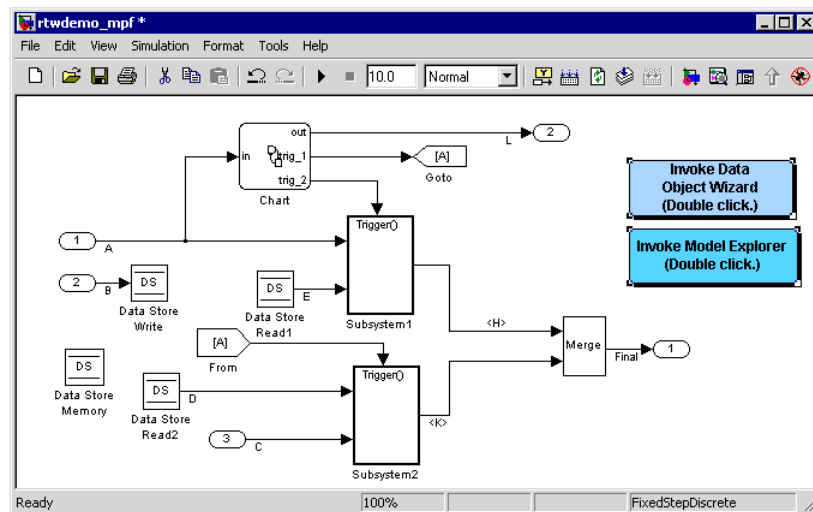 rtwdemo_mpf *
File Edit View Simulation Format Tools Help
10.0 Normal
out
in trig_1
trig_2
Chart
L
2
[A]
Goto
Invoke Data
Object Wizard
(Double click.)
Invoke Model Explorer
(Double click.)
1
A
Trigger()
Subsystem1
2
B
DS
Data Store
Write
DS
E
Data Store
Read1
<H>
Merge
Final
1
[A]
From
DS
Data Store
Memory
DS
D
Data Store
Read2
Trigger()
<K>
3
C
Subsystem2
Ready 100% FixedStepDiscrete